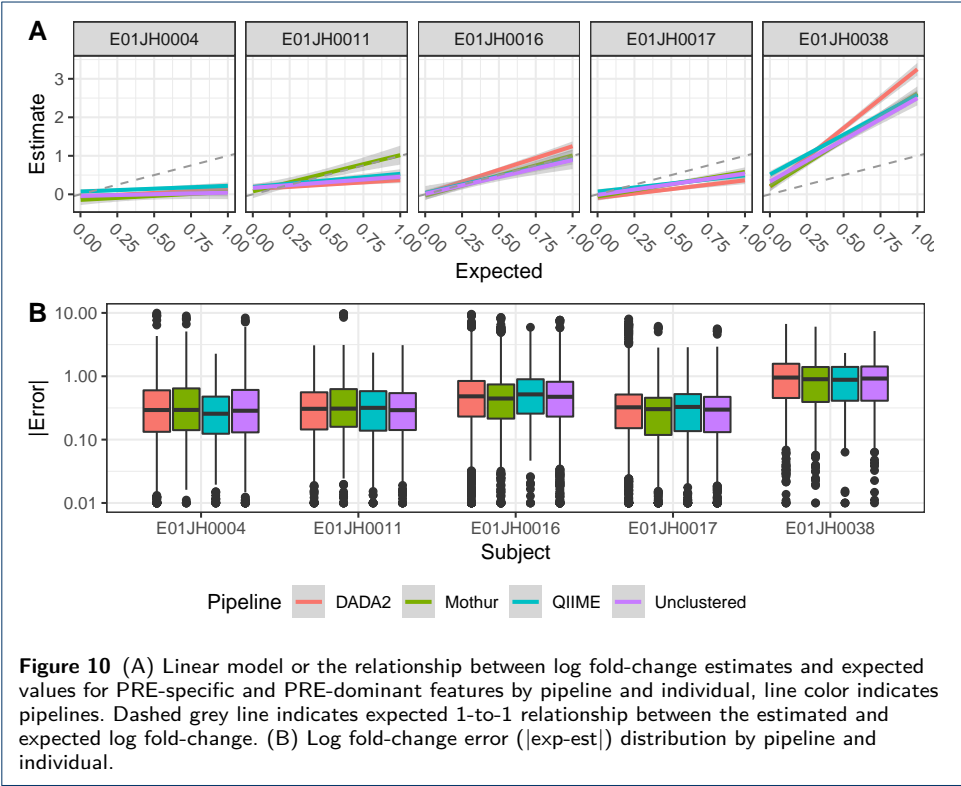 A
E01JH0004 E01JH0011 E01JH0016 E01JH0017 E01JH0038
3
2
1
0
Estimate
0.00 0.25 0.50 0.75 1.00 0.00 0.25 0.50 0.75 1.00 0.00 0.25 0.50 0.75 1.00 0.00 0.25 0.50 0.75 1.00 0.00 0.25 0.50 0.75 1.00
Expected
B
10.00
1.00
0.10
0.01
|Error|
E01JH0004 E01JH0011 E01JH0016 E01JH0017 E01JH0038
Subject
Pipeline DADA2 Mothur QIIME Unclustered
Figure 10 (A) Linear model or the relationship between log fold-change estimates and expected
values for PRE-specific and PRE-dominant features by pipeline and individual, line color indicates
pipelines. Dashed grey line indicates expected 1-to-1 relationship between the estimated and
expected log fold-change. (B) Log fold-change error (|exp-est|) distribution by pipeline and
individual.